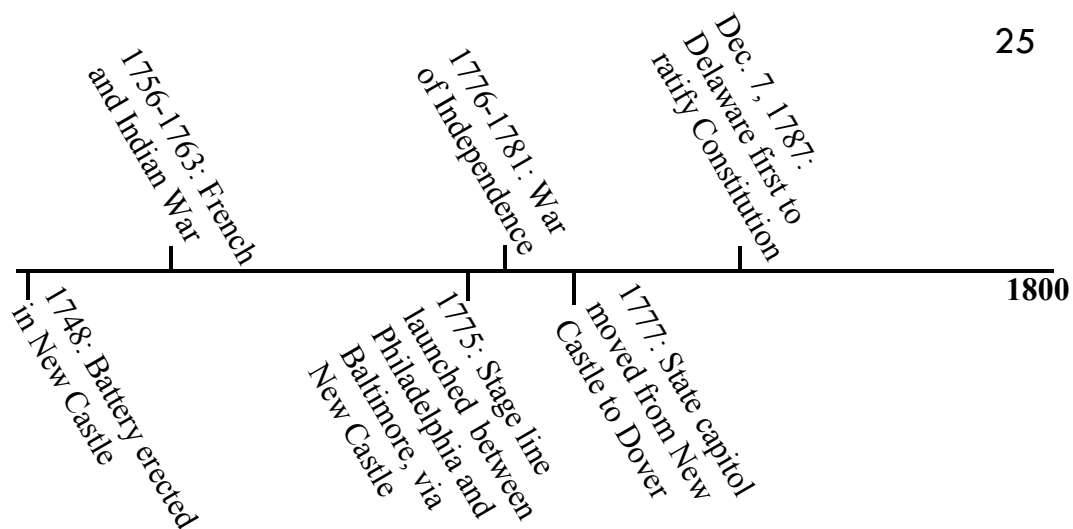 25
1756-1763: French
and Indian War
1776-1781: War
of Independence
Dec. 7, 1787:
Delaware first to
ratify Constitution
1800
1748: Battery erected
in New Castle
1775: Stage line
launched between
Philadelphia and
Baltimore, via
New Castle
1777: State capitol
moved from New
Castle to Dover